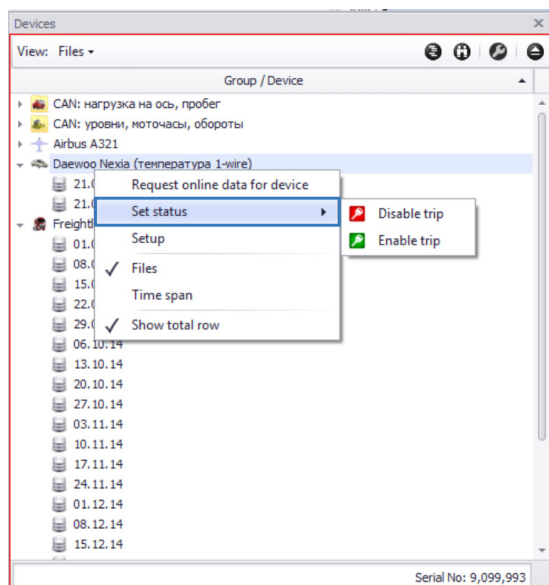 Devices
View: Files
Group / Device
CAN: нагрузка на ось, пробег
CAN: уровни, моточасы, обороты
Airbus A321
Daewoo Nexia (температура 1-wire)
Request online data for device
Set status
Disable trip
Enable trip
Setup
Files
Time span
Show total row
06.10.14
13.10.14
20.10.14
27.10.14
03.11.14
10.11.14
17.11.14
24.11.14
01.12.14
08.12.14
15.12.14
Serial No: 9,099,993